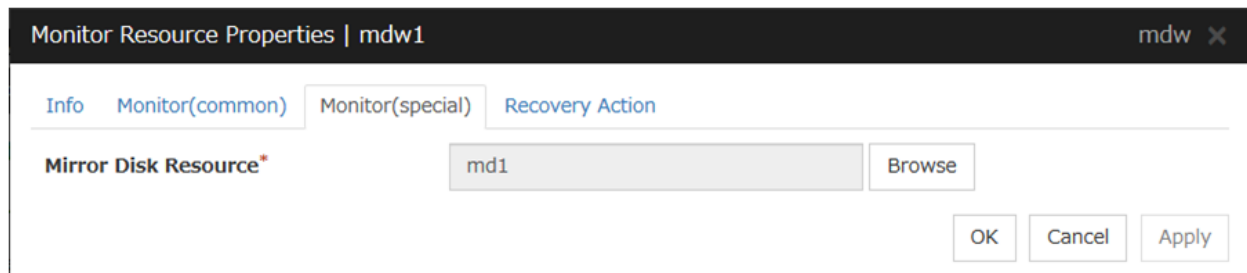 Monitor Resource Properties | mdw1 mdw ×
Info Monitor(common) Monitor(special) Recovery Action
Mirror Disk Resource* md1 Browse
OK Cancel Apply